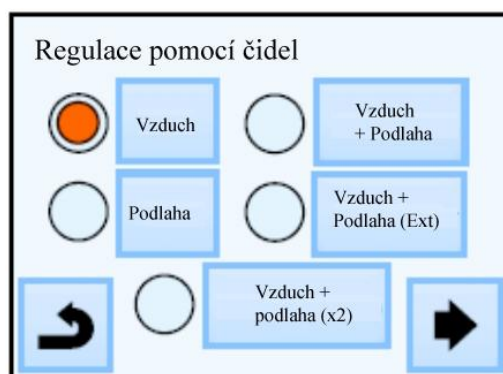 Regulace pomocí čidel
Vzduch
Vzduch
+ Podlaha
Podlaha
Vzduch +
Podlaha (Ext)
Vzduch +
podlaha (x2)